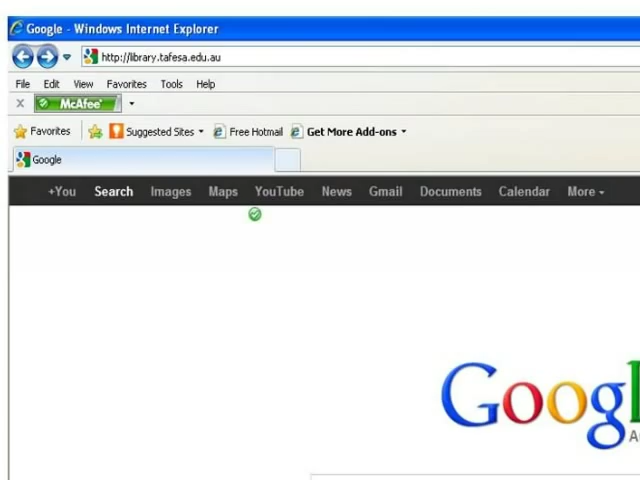 Google - Windows Internet Explorer
http://library.tafesa.edu.au
File Edit View Favorites Tools Help
X McAfee
Favorites Suggested Sites Free Hotmail Get More Add-ons
Google
+You Search Images Maps YouTube News Gmail Documents Calendar More
Googl
A